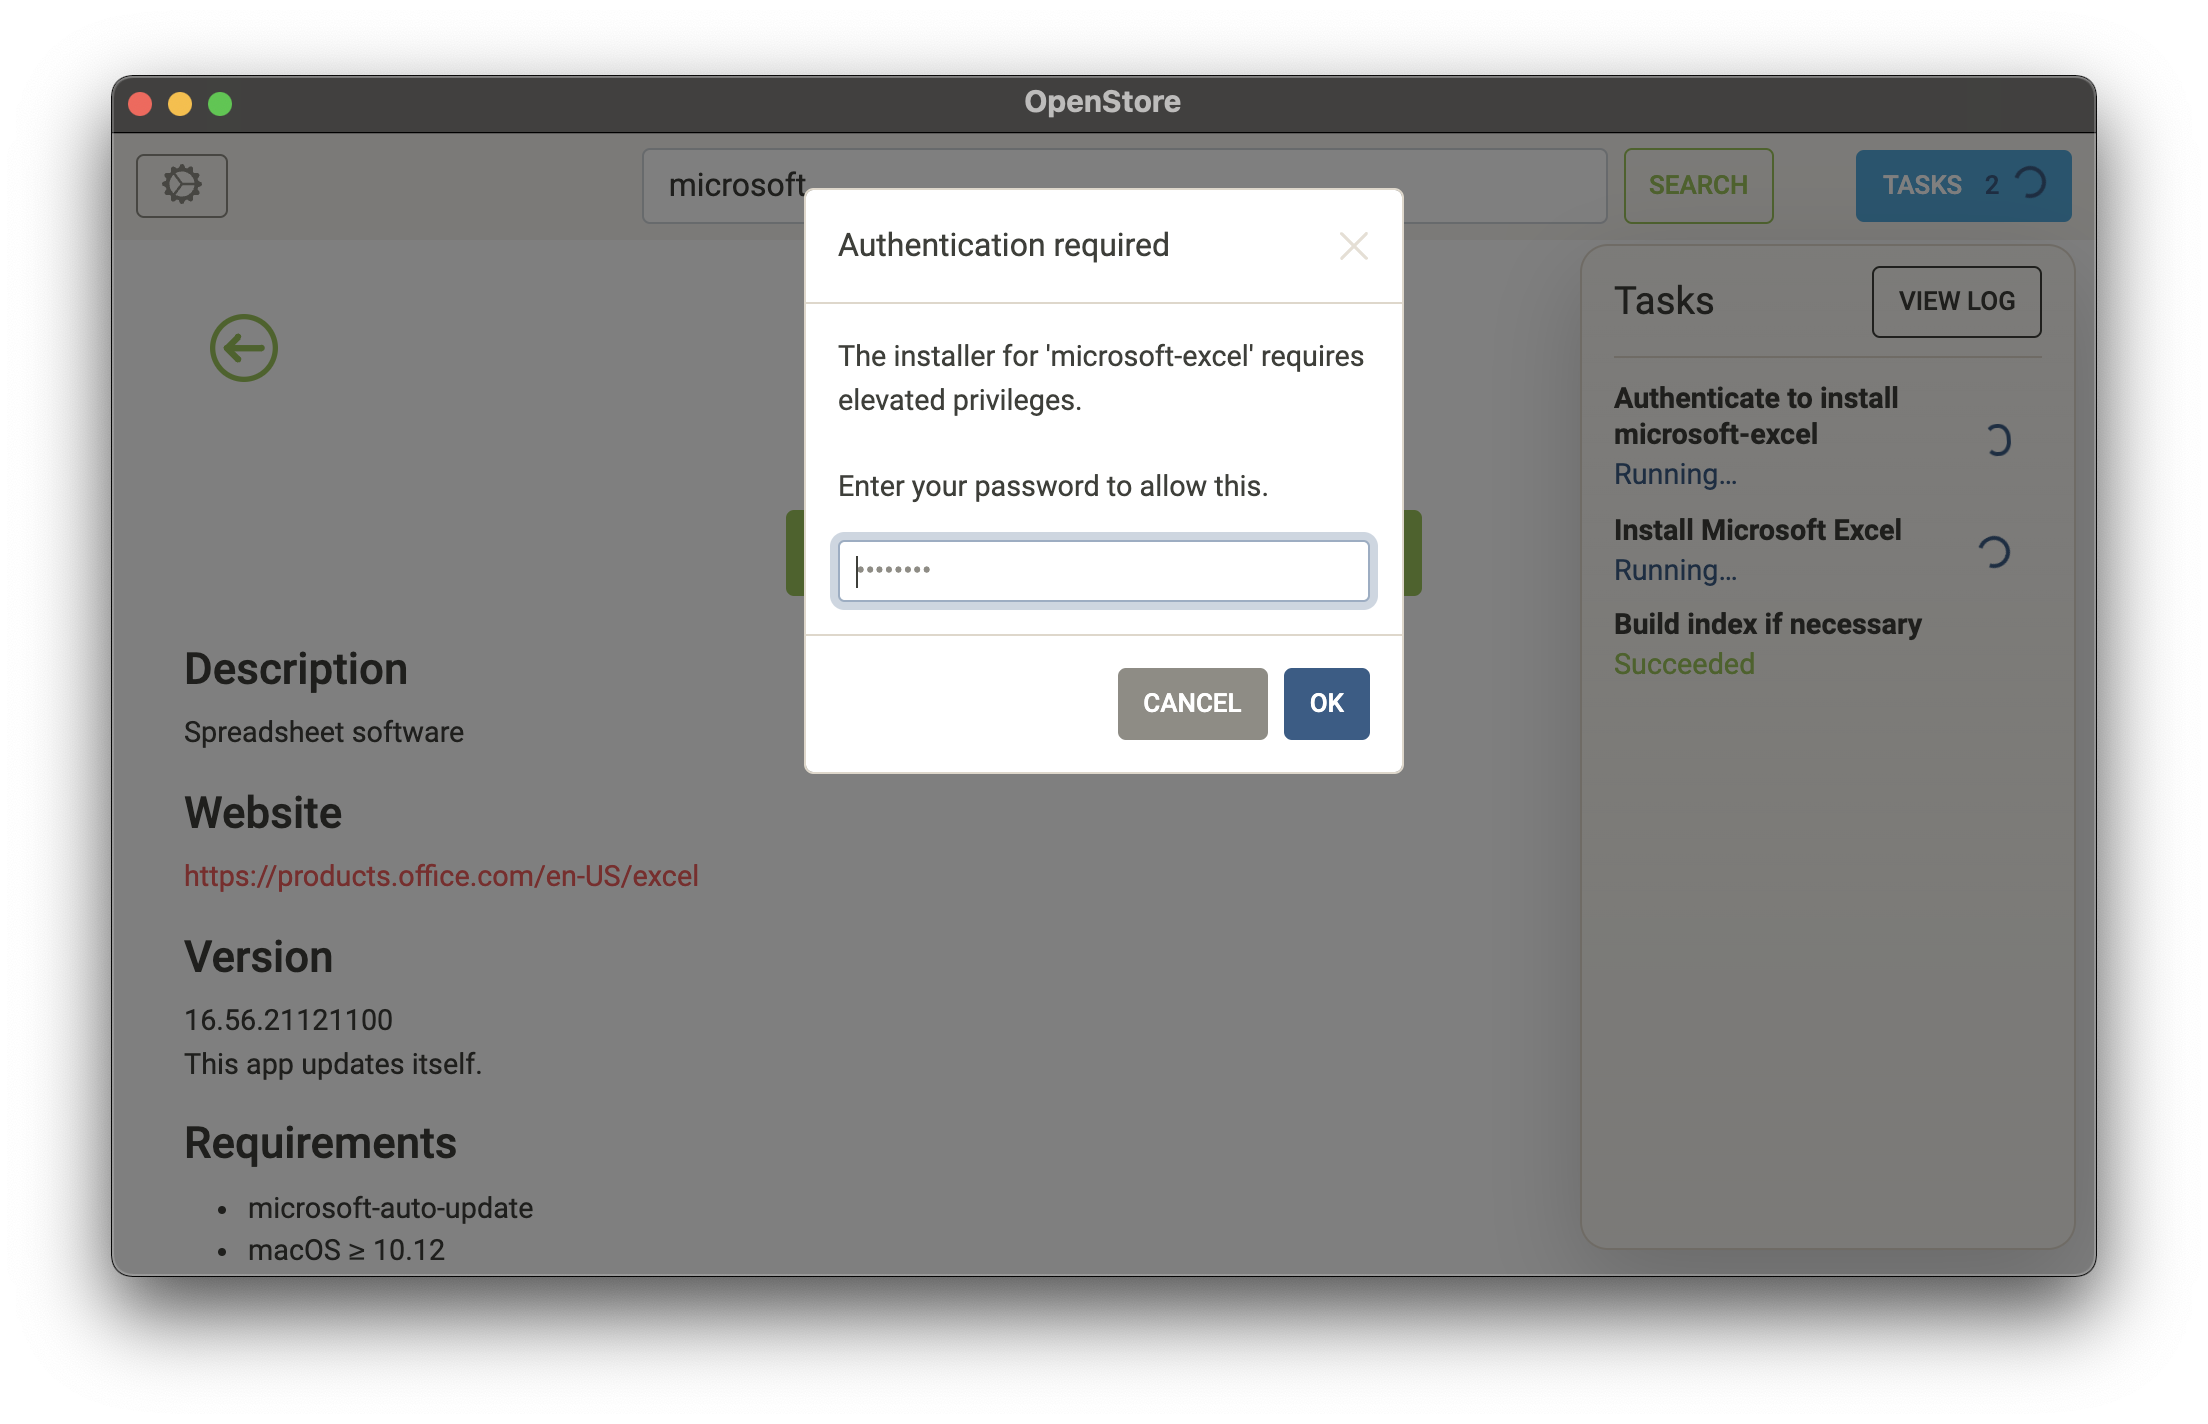 OpenStore
microsoft
SEARCH
TASKS 2
Authentication required
The installer for 'microsoft-excel' requires
elevated privileges.
Enter your password to allow this.
••••••••
CANCEL
OK
Description
Spreadsheet software
Website
https://products.office.com/en-US/excel
Version
16.56.21121100
This app updates itself.
Requirements
• microsoft-auto-update
• macOS ≥ 10.12
Tasks
VIEW LOG
Authenticate to install
microsoft-excel
Running...
Install Microsoft Excel
Running...
Build index if necessary
Succeeded